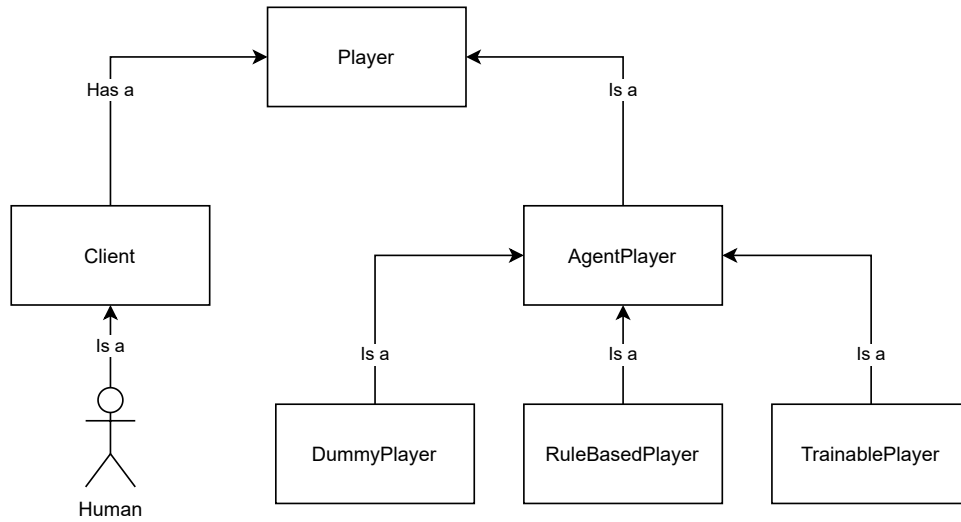 Player
Has a
Is a
Client
AgentPlayer
Is a
Is a
Is a
Is a
DummyPlayer
RuleBasedPlayer
TrainablePlayer
Human